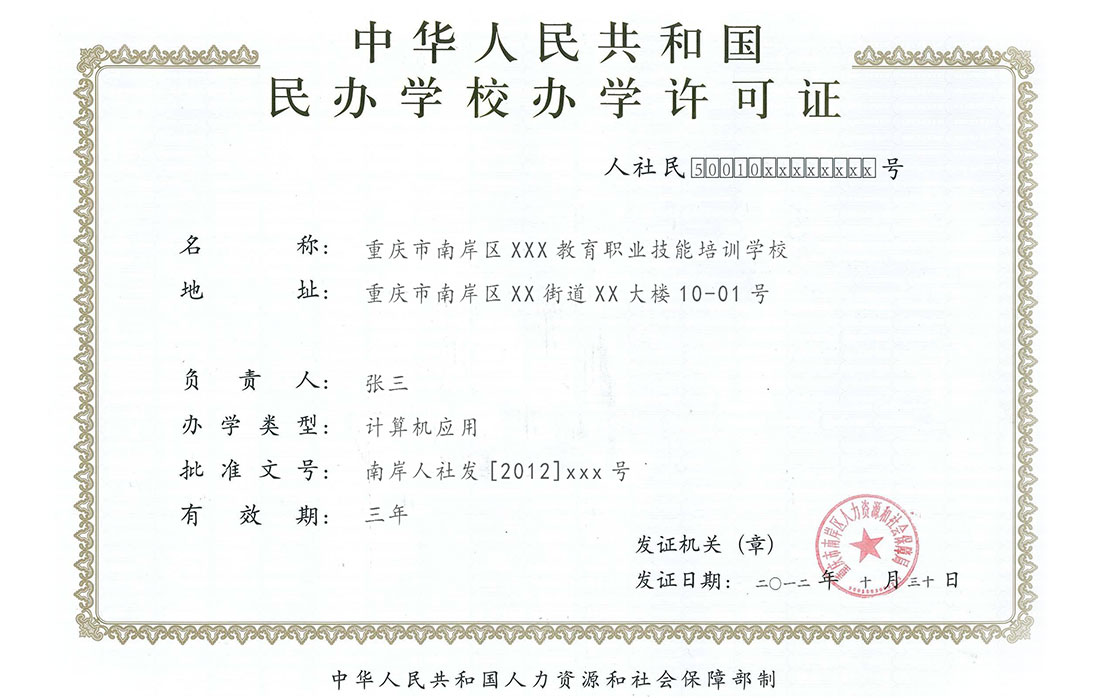 中华人民共和国
民办学校办学许可证
人社民50010xxxxxxxx号
名称：重庆市南岸区XXX教育职业技能培训学校
地址：重庆市南岸区XX街道XX大楼10-01号
负责人：张三
办学类型：计算机应用
批准文号：南岸人社发[2012]xxx号
有效期：三年
重庆市南岸区人力资源和社会保障局
发证机关（章）
发证日期：二〇一二年十月三十日
中华人民共和国人力资源和社会保障部制